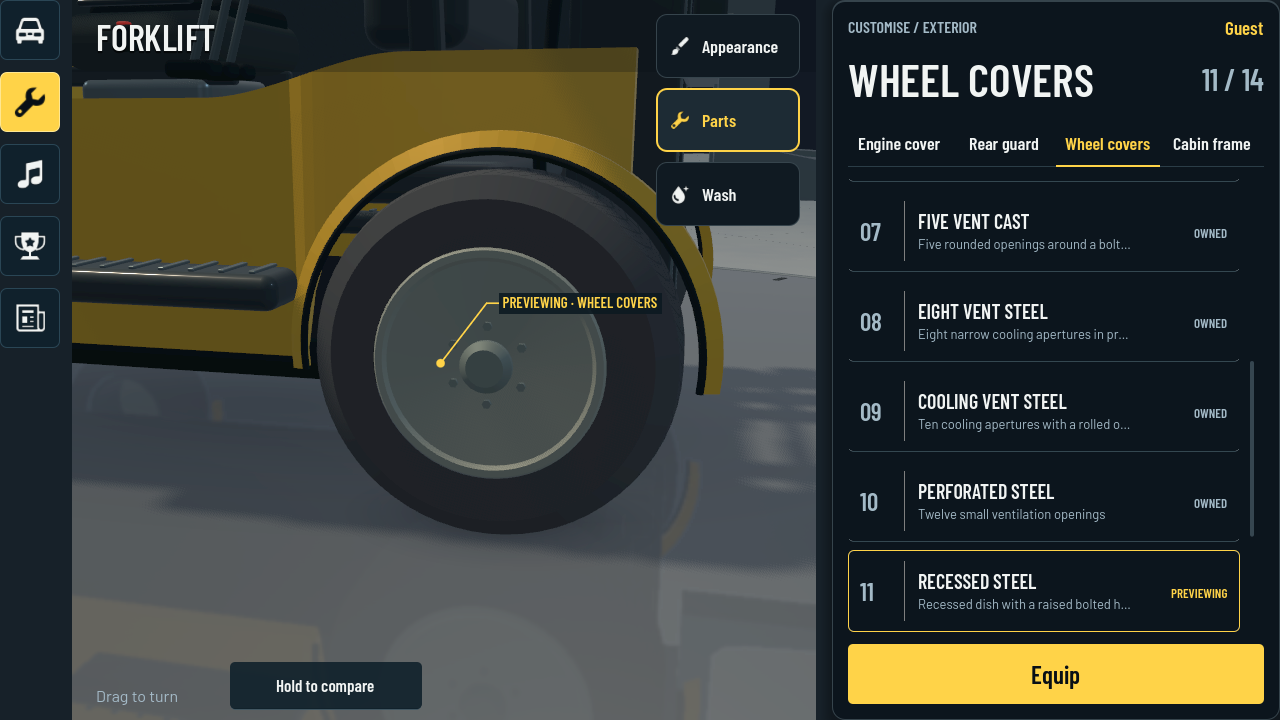 FORKLIFT
Appearance
Parts
Wash
PREVIEWING · WHEEL COVERS
Drag to turn
Hold to compare
CUSTOMISE / EXTERIOR
Guest
WHEEL COVERS
11 / 14
Engine cover
Rear guard
Wheel covers
Cabin frame
07
FIVE VENT CAST
Five rounded openings around a bolt...
OWNED
08
EIGHT VENT STEEL
Eight narrow cooling apertures in pr...
OWNED
09
COOLING VENT STEEL
Ten cooling apertures with a rolled o...
OWNED
10
PERFORATED STEEL
Twelve small ventilation openings
OWNED
11
RECESSED STEEL
Recessed dish with a raised bolted h...
PREVIEWING
Equip